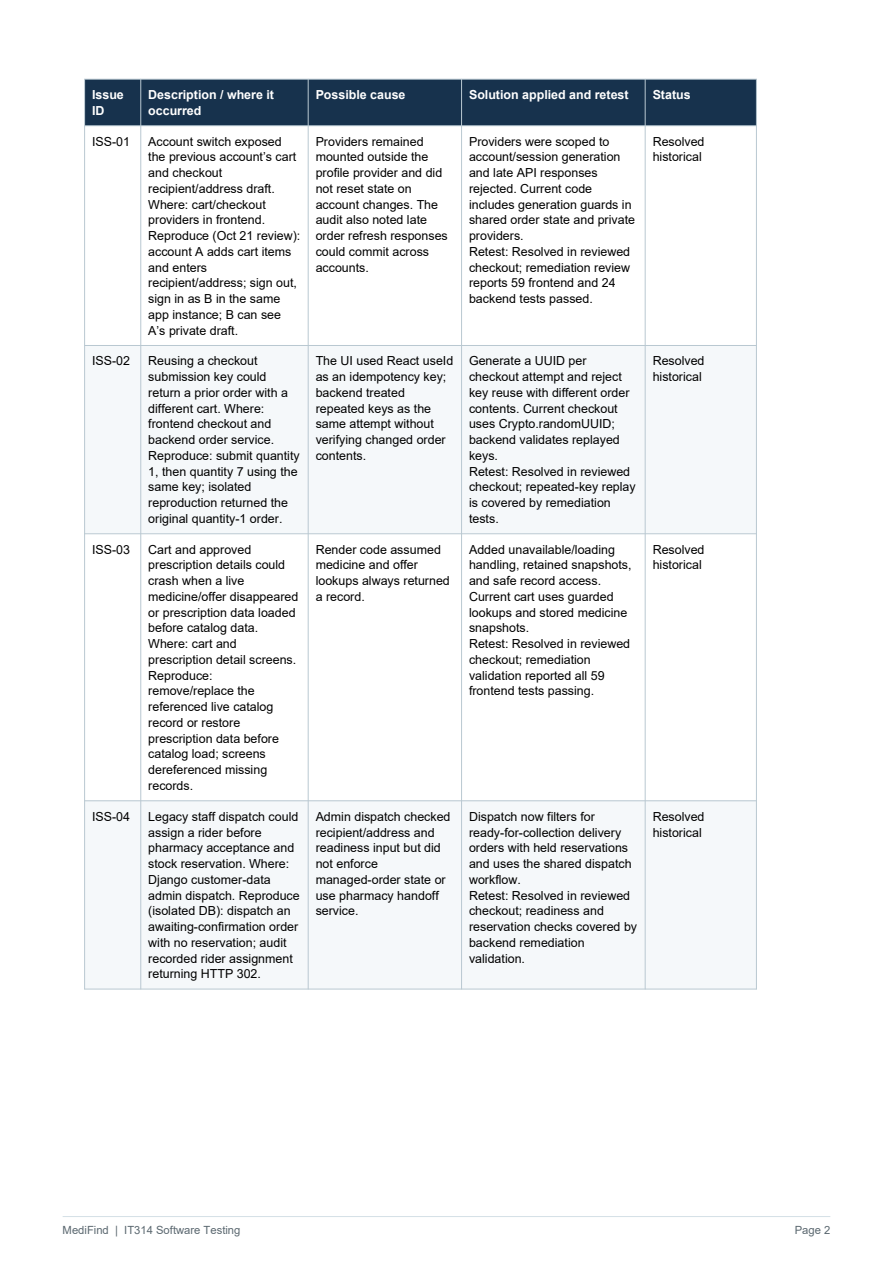 Issue ID
Description / where it occurred
Possible cause
Solution applied and retest
Status
ISS-01
Account switch exposed
the previous account's cart
and checkout
recipient/address draft.
Where: cart/checkout
providers in frontend.
Reproduce (Oct 21 review):
account A adds cart items
and enters
recipient/address; sign out,
sign in as B in the same
app instance; B can see
A's private draft.
Providers remained
mounted outside the
profile provider and did
not reset state on
account changes. The
audit also noted late
order refresh responses
could commit across
accounts.
Providers were scoped to
account/session generation
and late API responses
rejected. Current code
includes generation guards in
shared order state and private
providers.
Retest: Resolved in reviewed
checkout; remediation review
reports 59 frontend and 24
backend tests passed.
Resolved
historical
ISS-02
Reusing a checkout
submission key could
return a prior order with a
different cart. Where:
frontend checkout and
backend order service.
Reproduce: submit quantity
1, then quantity 7 using the
same key; isolated
reproduction returned the
original quantity-1 order.
The UI used React useId
as an idempotency key;
backend treated
repeated keys as the
same attempt without
verifying changed order
contents.
Generate a UUID per
checkout attempt and reject
key reuse with different order
contents. Current checkout
uses Crypto.randomUUID;
backend validates replayed
keys.
Retest: Resolved in reviewed
checkout; repeated-key replay
is covered by remediation
tests.
Resolved
historical
ISS-03
Cart and approved
prescription details could
crash when a live
medicine/offer disappeared
or prescription data loaded
before catalog data.
Where: cart and
prescription detail screens.
Reproduce:
remove/replace the
referenced live catalog
record or restore
prescription data before
catalog load; screens
dereferenced missing
records.
Render code assumed
medicine and offer
lookups always returned
a record.
Added unavailable/loading
handling, retained snapshots,
and safe record access.
Current cart uses guarded
lookups and stored medicine
snapshots.
Retest: Resolved in reviewed
checkout; remediation
validation reported all 59
frontend tests passing.
Resolved
historical
ISS-04
Legacy staff dispatch could
assign a rider before
pharmacy acceptance and
stock reservation. Where:
Django customer-data
admin dispatch. Reproduce
(isolated DB): dispatch an
awaiting-confirmation order
with no reservation; audit
recorded rider assignment
returning HTTP 302.
Admin dispatch checked
recipient/address and
readiness input but did
not enforce
managed-order state or
use pharmacy handoff
service.
Dispatch now filters for
ready-for-collection delivery
orders with held reservations
and uses the shared dispatch
workflow.
Retest: Resolved in reviewed
checkout; readiness and
reservation checks covered by
backend remediation
validation.
Resolved
historical
MediFind | IT314 Software Testing
Page 2